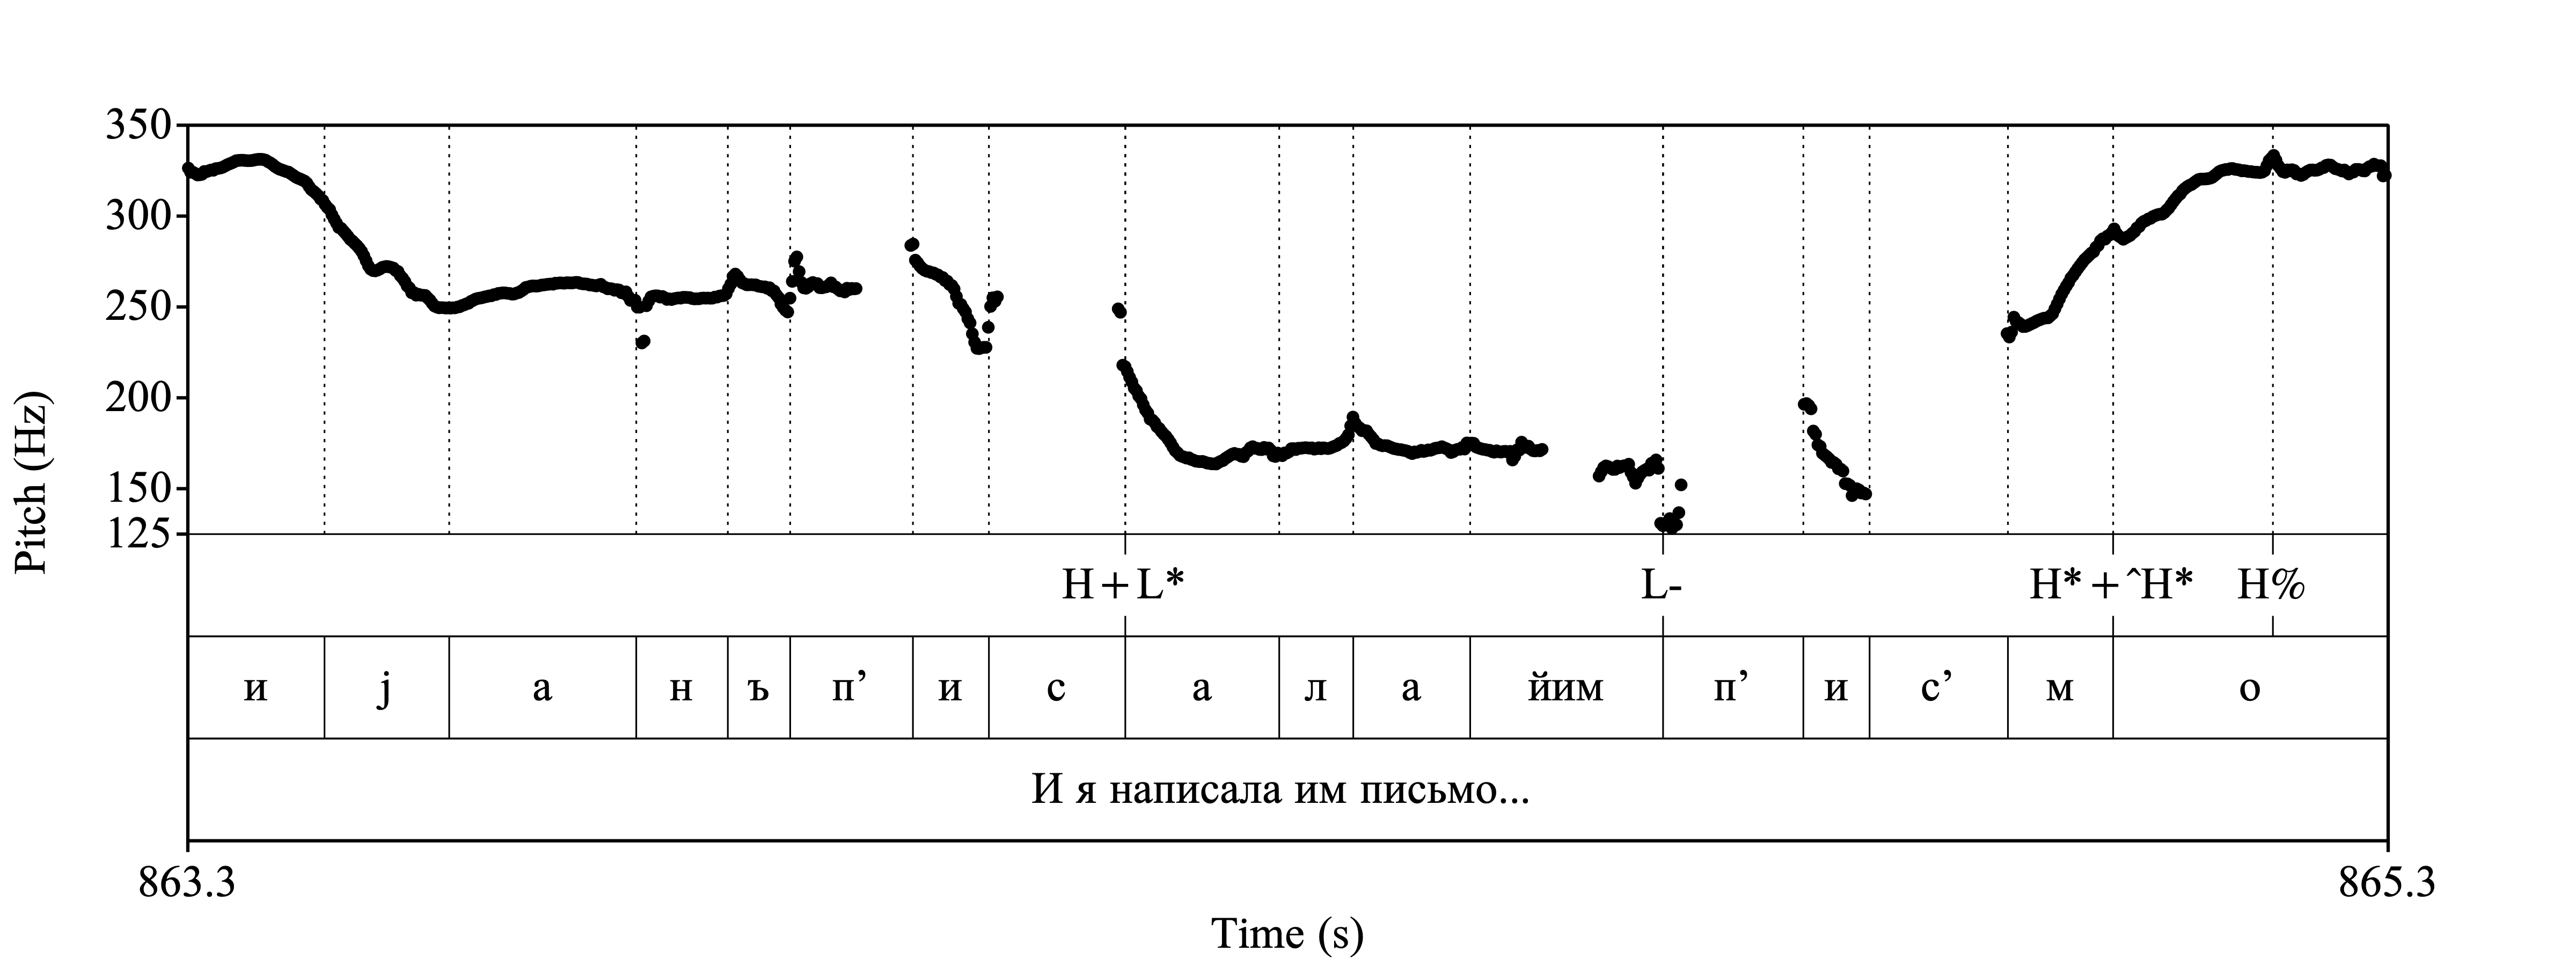 350
300
250
200
150
125
Pitch (Hz)
H+L* L- H*+^H* H%
и j а н ъ п’ и с а л а йим п’ и с’ м о
И я написала им письмо...
863.3 865.3
Time (s)